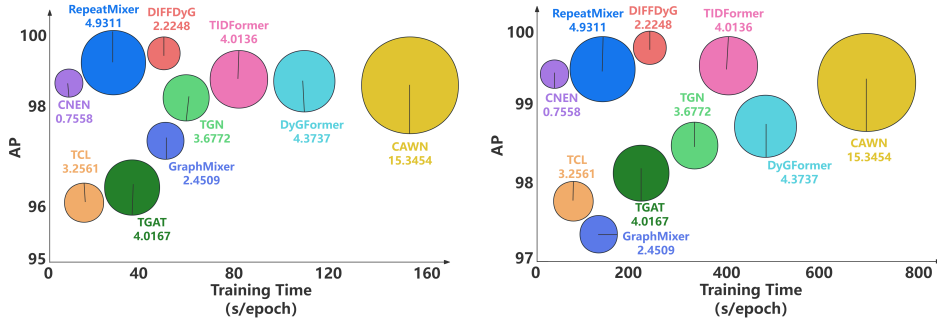 RepeatMixer
4.9311
DIFFDyG
2.2248
TIDFormer
4.0136
100
CNEN
0.7558
98
TGN
3.6772
DyGFormer
4.3737
CAWN
15.3454
AP
TCL
3.2561
GraphMixer
2.4509
96
TGAT
4.0167
95
0
40
80
120
160
Training Time
(s/epoch)
RepeatMixer
4.9311
DIFFDyG
2.2248
TIDFormer
4.0136
100
CNEN
0.7558
99
TGN
3.6772
DyGFormer
4.3737
CAWN
15.3454
AP
TCL
3.2561
98
TGAT
4.0167
GraphMixer
2.4509
97
0
200
400
600
800
Training Time
(s/epoch)